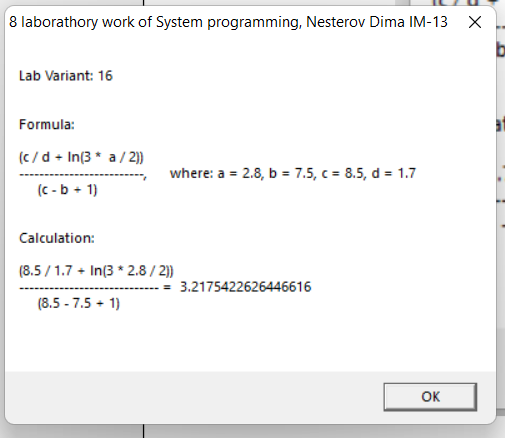 8 laborathory work of System programming, Nesterov Dima IM-13
Lab Variant: 16
Formula:
(c / d + ln(3 * a / 2))
-------------------------, where: a = 2.8, b = 7.5, c = 8.5, d = 1.7
(c - b + 1)
Calculation:
(8.5 / 1.7 + ln(3 * 2.8 / 2))
---------------------------- = 3.2175422626446616
(8.5 - 7.5 + 1)
OK